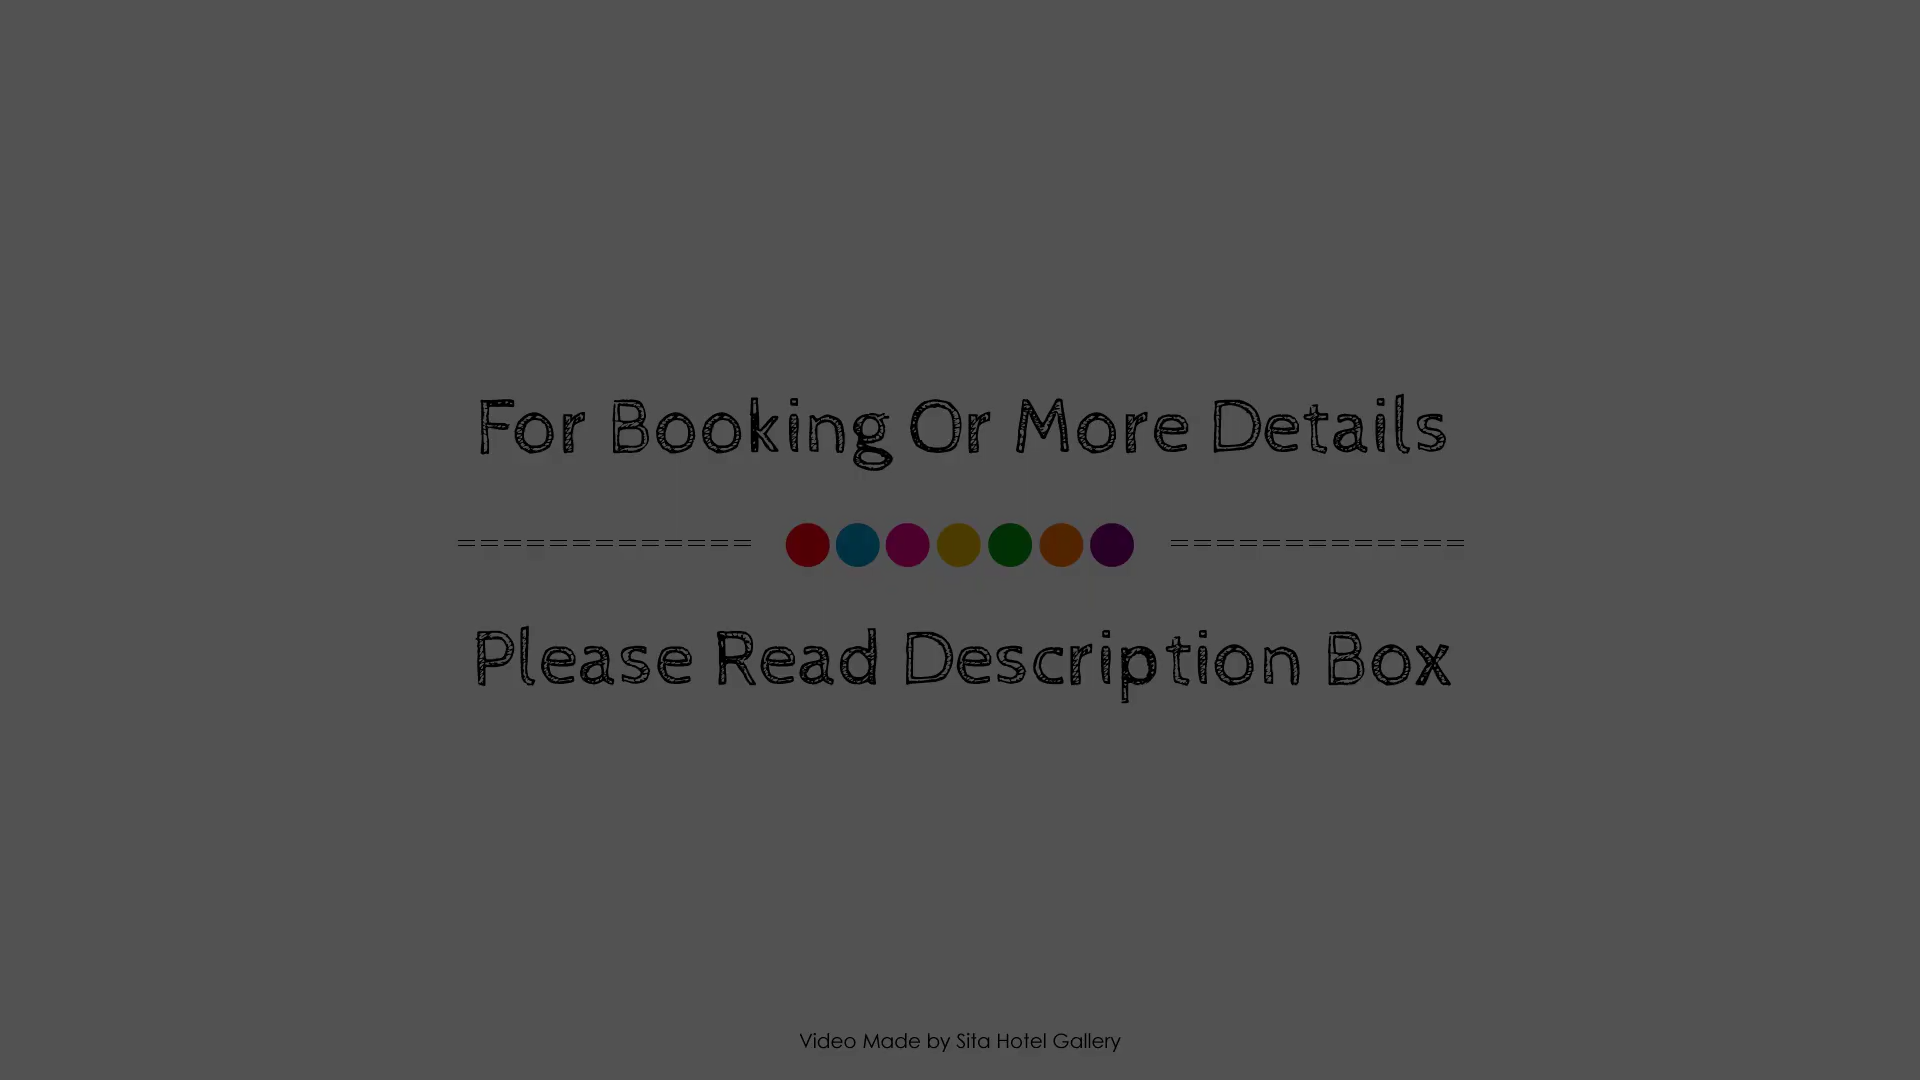 For Booking Or More Details
============= =============
Please Read Description Box
Video Made by Sita Hotel Gallery